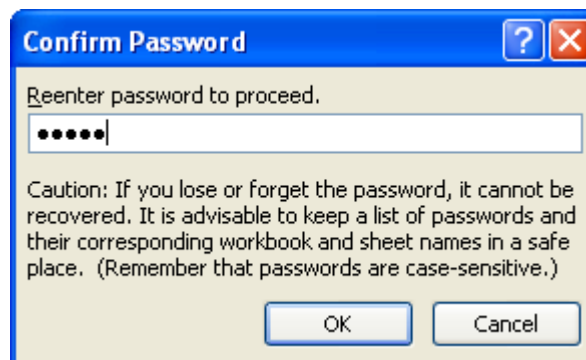 Confirm Password
Reenter password to proceed.
•••••
Caution: If you lose or forget the password, it cannot be
recovered. It is advisable to keep a list of passwords and
their corresponding workbook and sheet names in a safe
place.  (Remember that passwords are case-sensitive.)
OK Cancel